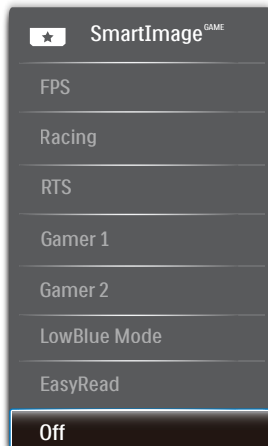 SmartImage GAME
FPS
Racing
RTS
Gamer 1
Gamer 2
LowBlue Mode
EasyRead
Off